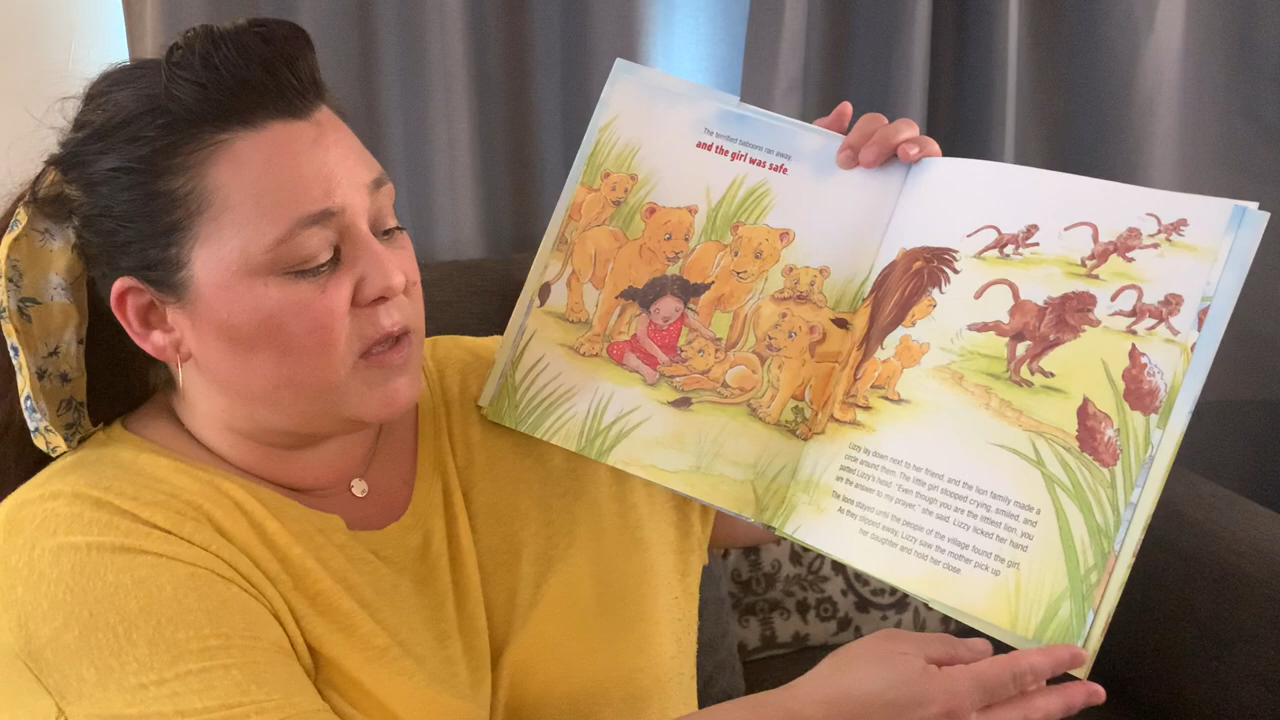 The terrified baboons ran away,
and the girl was safe.
Lizzy lay down next to her friend, and the lion family made a
circle around them. The little girl stopped crying, smiled, and
patted Lizzy's head. "Even though you are the littlest lion, you
are the answer to my prayer," she said. Lizzy licked her hand.
The lions stayed until the people of the village found the girl.
As they slipped away, Lizzy saw the mother pick up
her daughter and hold her close.